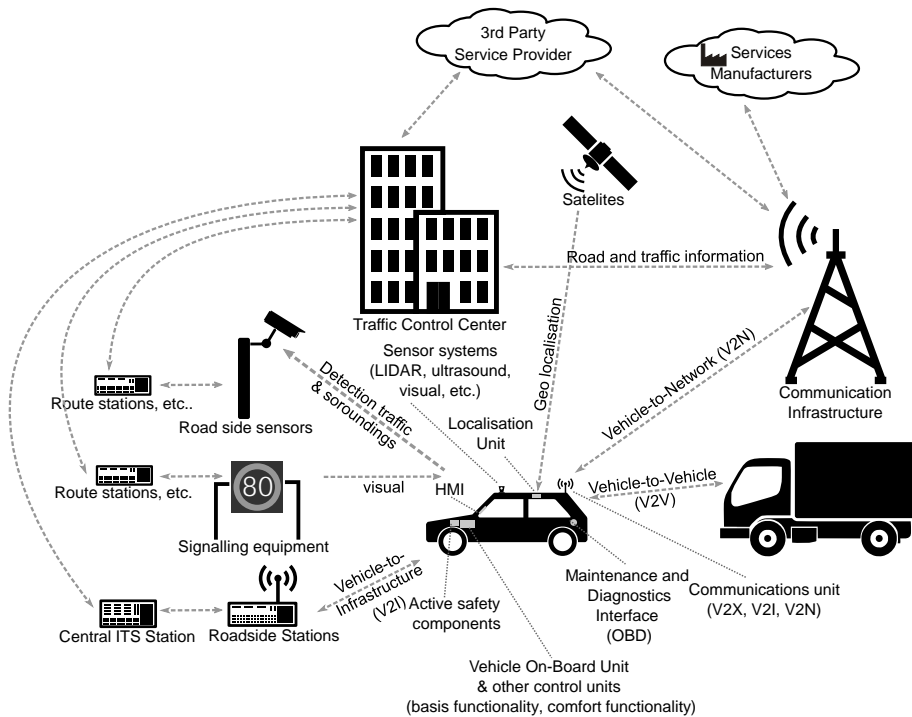 3rd Party
Service Provider
Services
Manufacturers
Satelites
Road and traffic information
Traffic Control Center
Sensor systems
(LIDAR, ultrasound,
visual, etc.)
Geo localisation
Vehicle-to-Network (V2N)
Communication
Infrastructure
Detection traffic
& soroundings
Route stations, etc..
Road side sensors
Localisation
Unit
80
Route stations, etc.
visual
HMI
Vehicle-to-Vehicle
(V2V)
Signalling equipment
Vehicle-to-
Infrastructure
(V2I)
Central ITS Station
Roadside Stations
Active safety
components
Maintenance and
Diagnostics
Interface
(OBD)
Communications unit
(V2X, V2I, V2N)
Vehicle On-Board Unit
& other control units
(basis functionality, comfort functionality)